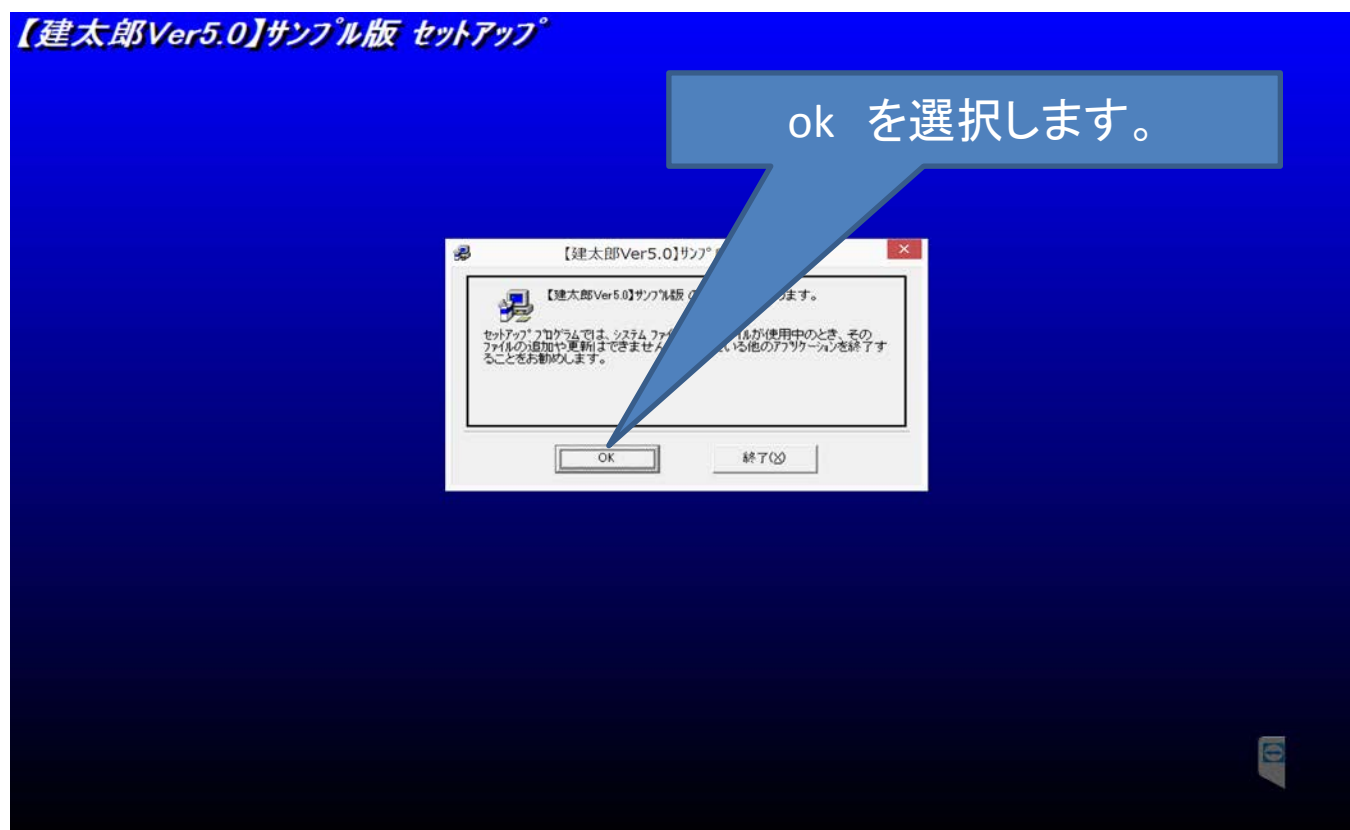 【建太郎Ver5.0】ｻﾝﾌﾟﾙ版 ｾｯﾄｱｯﾌﾟ
ok を選択します。
【建太郎Ver5.0】ｻﾝﾌﾟ
【建太郎Ver5.0】ｻﾝﾌﾟﾙ版 の ます。
ｾｯﾄｱｯﾌﾟ ﾌﾟﾛｸﾞﾗﾑでは、ｼｽﾃﾑ ﾌｧｲ ｲﾙが使用中のとき、その
ﾌｧｲﾙの追加や更新はできません いる他のｱﾌﾟﾘｹｰｼｮﾝを終了す
ることをお勧めします。
OK
終了(X)